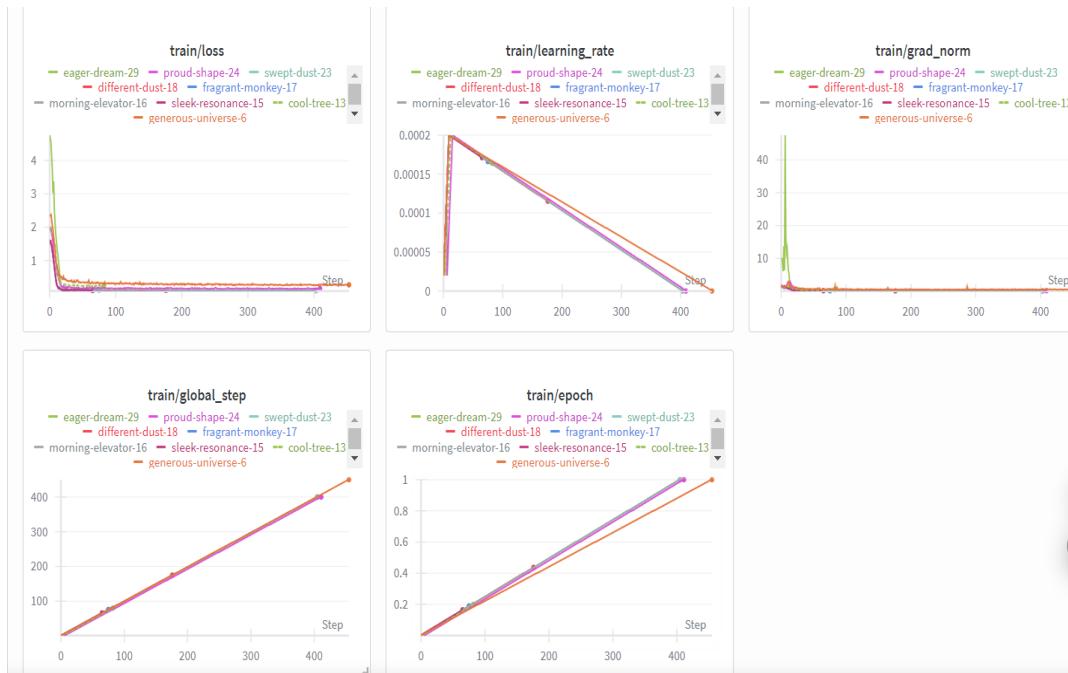 train/loss
eager-dream-29 proud-shape-24 swept-dust-23
different-dust-18 fragrant-monkey-17
morning-elevator-16 sleek-resonance-15 cool-tree-13
generous-universe-6
4
3
2
1
Step
0 100 200 300 400
train/learning_rate
eager-dream-29 proud-shape-24 swept-dust-23
different-dust-18 fragrant-monkey-17
morning-elevator-16 sleek-resonance-15 cool-tree-13
generous-universe-6
0.0002
0.00015
0.0001
0.00005
0
Step
0 100 200 300 400
train/grad_norm
eager-dream-29 proud-shape-24 swept-dust-23
different-dust-18 fragrant-monkey-17
morning-elevator-16 sleek-resonance-15 cool-tree-13
generous-universe-6
40
30
20
10
Step
0 100 200 300 400
train/global_step
eager-dream-29 proud-shape-24 swept-dust-23
different-dust-18 fragrant-monkey-17
morning-elevator-16 sleek-resonance-15 cool-tree-13
generous-universe-6
400
300
200
100
Step
0 100 200 300 400
train/epoch
eager-dream-29 proud-shape-24 swept-dust-23
different-dust-18 fragrant-monkey-17
morning-elevator-16 sleek-resonance-15 cool-tree-13
generous-universe-6
1
0.8
0.6
0.4
0.2
Step
0 100 200 300 400